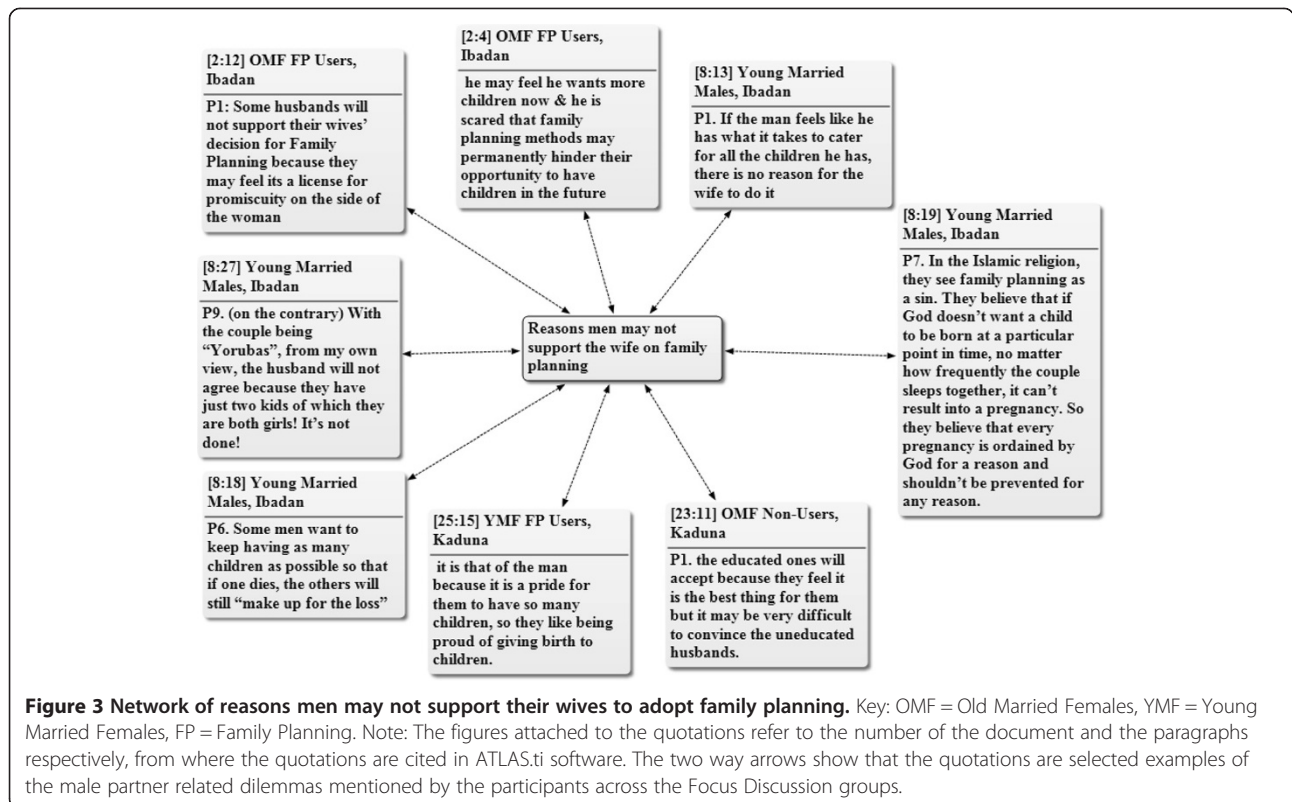 [2:12] OMF FP Users,
Ibadan
P1: Some husbands will
not support their wives'
decision for Family
Planning because they
may feel its a license for
promiscuity on the side of
the woman
[2:4] OMF FP Users,
Ibadan
he may feel he wants more
children now & he is
scared that family
planning methods may
permanently hinder their
opportunity to have
children in the future
[8:13] Young Married
Males, Ibadan
P1. If the man feels like he
has what it takes to cater
for all the children he has,
there is no reason for the
wife to do it
[8:19] Young Married
Males, Ibadan
P7. In the Islamic religion,
they see family planning as
a sin. They believe that if
God doesn't want a child
to be born at a particular
point in time, no matter
how frequently the couple
sleeps together, it can't
result into a pregnancy. So
they believe that every
pregnancy is ordained by
God for a reason and
shouldn't be prevented for
any reason.
[8:27] Young Married
Males, Ibadan
P9. (on the contrary) With
the couple being
“Yorubas”, from my own
view, the husband will not
agree because they have
just two kids of which they
are both girls! It's not
done!
Reasons men may not
support the wife on family
planning
[8:18] Young Married
Males, Ibadan
P6. Some men want to
keep having as many
children as possible so that
if one dies, the others will
still “make up for the loss”
[25:15] YMF FP Users,
Kaduna
it is that of the man
because it is a pride for
them to have so many
children, so they like being
proud of giving birth to
children.
[23:11] OMF Non-Users,
Kaduna
P1. the educated ones will
accept because they feel it
is the best thing for them
but it may be very difficult
to convince the uneducated
husbands.
Figure 3 Network of reasons men may not support their wives to adopt family planning. Key: OMF = Old Married Females, YMF = Young
Married Females, FP = Family Planning. Note: The figures attached to the quotations refer to the number of the document and the paragraphs
respectively, from where the quotations are cited in ATLAS.ti software. The two way arrows show that the quotations are selected examples of
the male partner related dilemmas mentioned by the participants across the Focus Discussion groups.